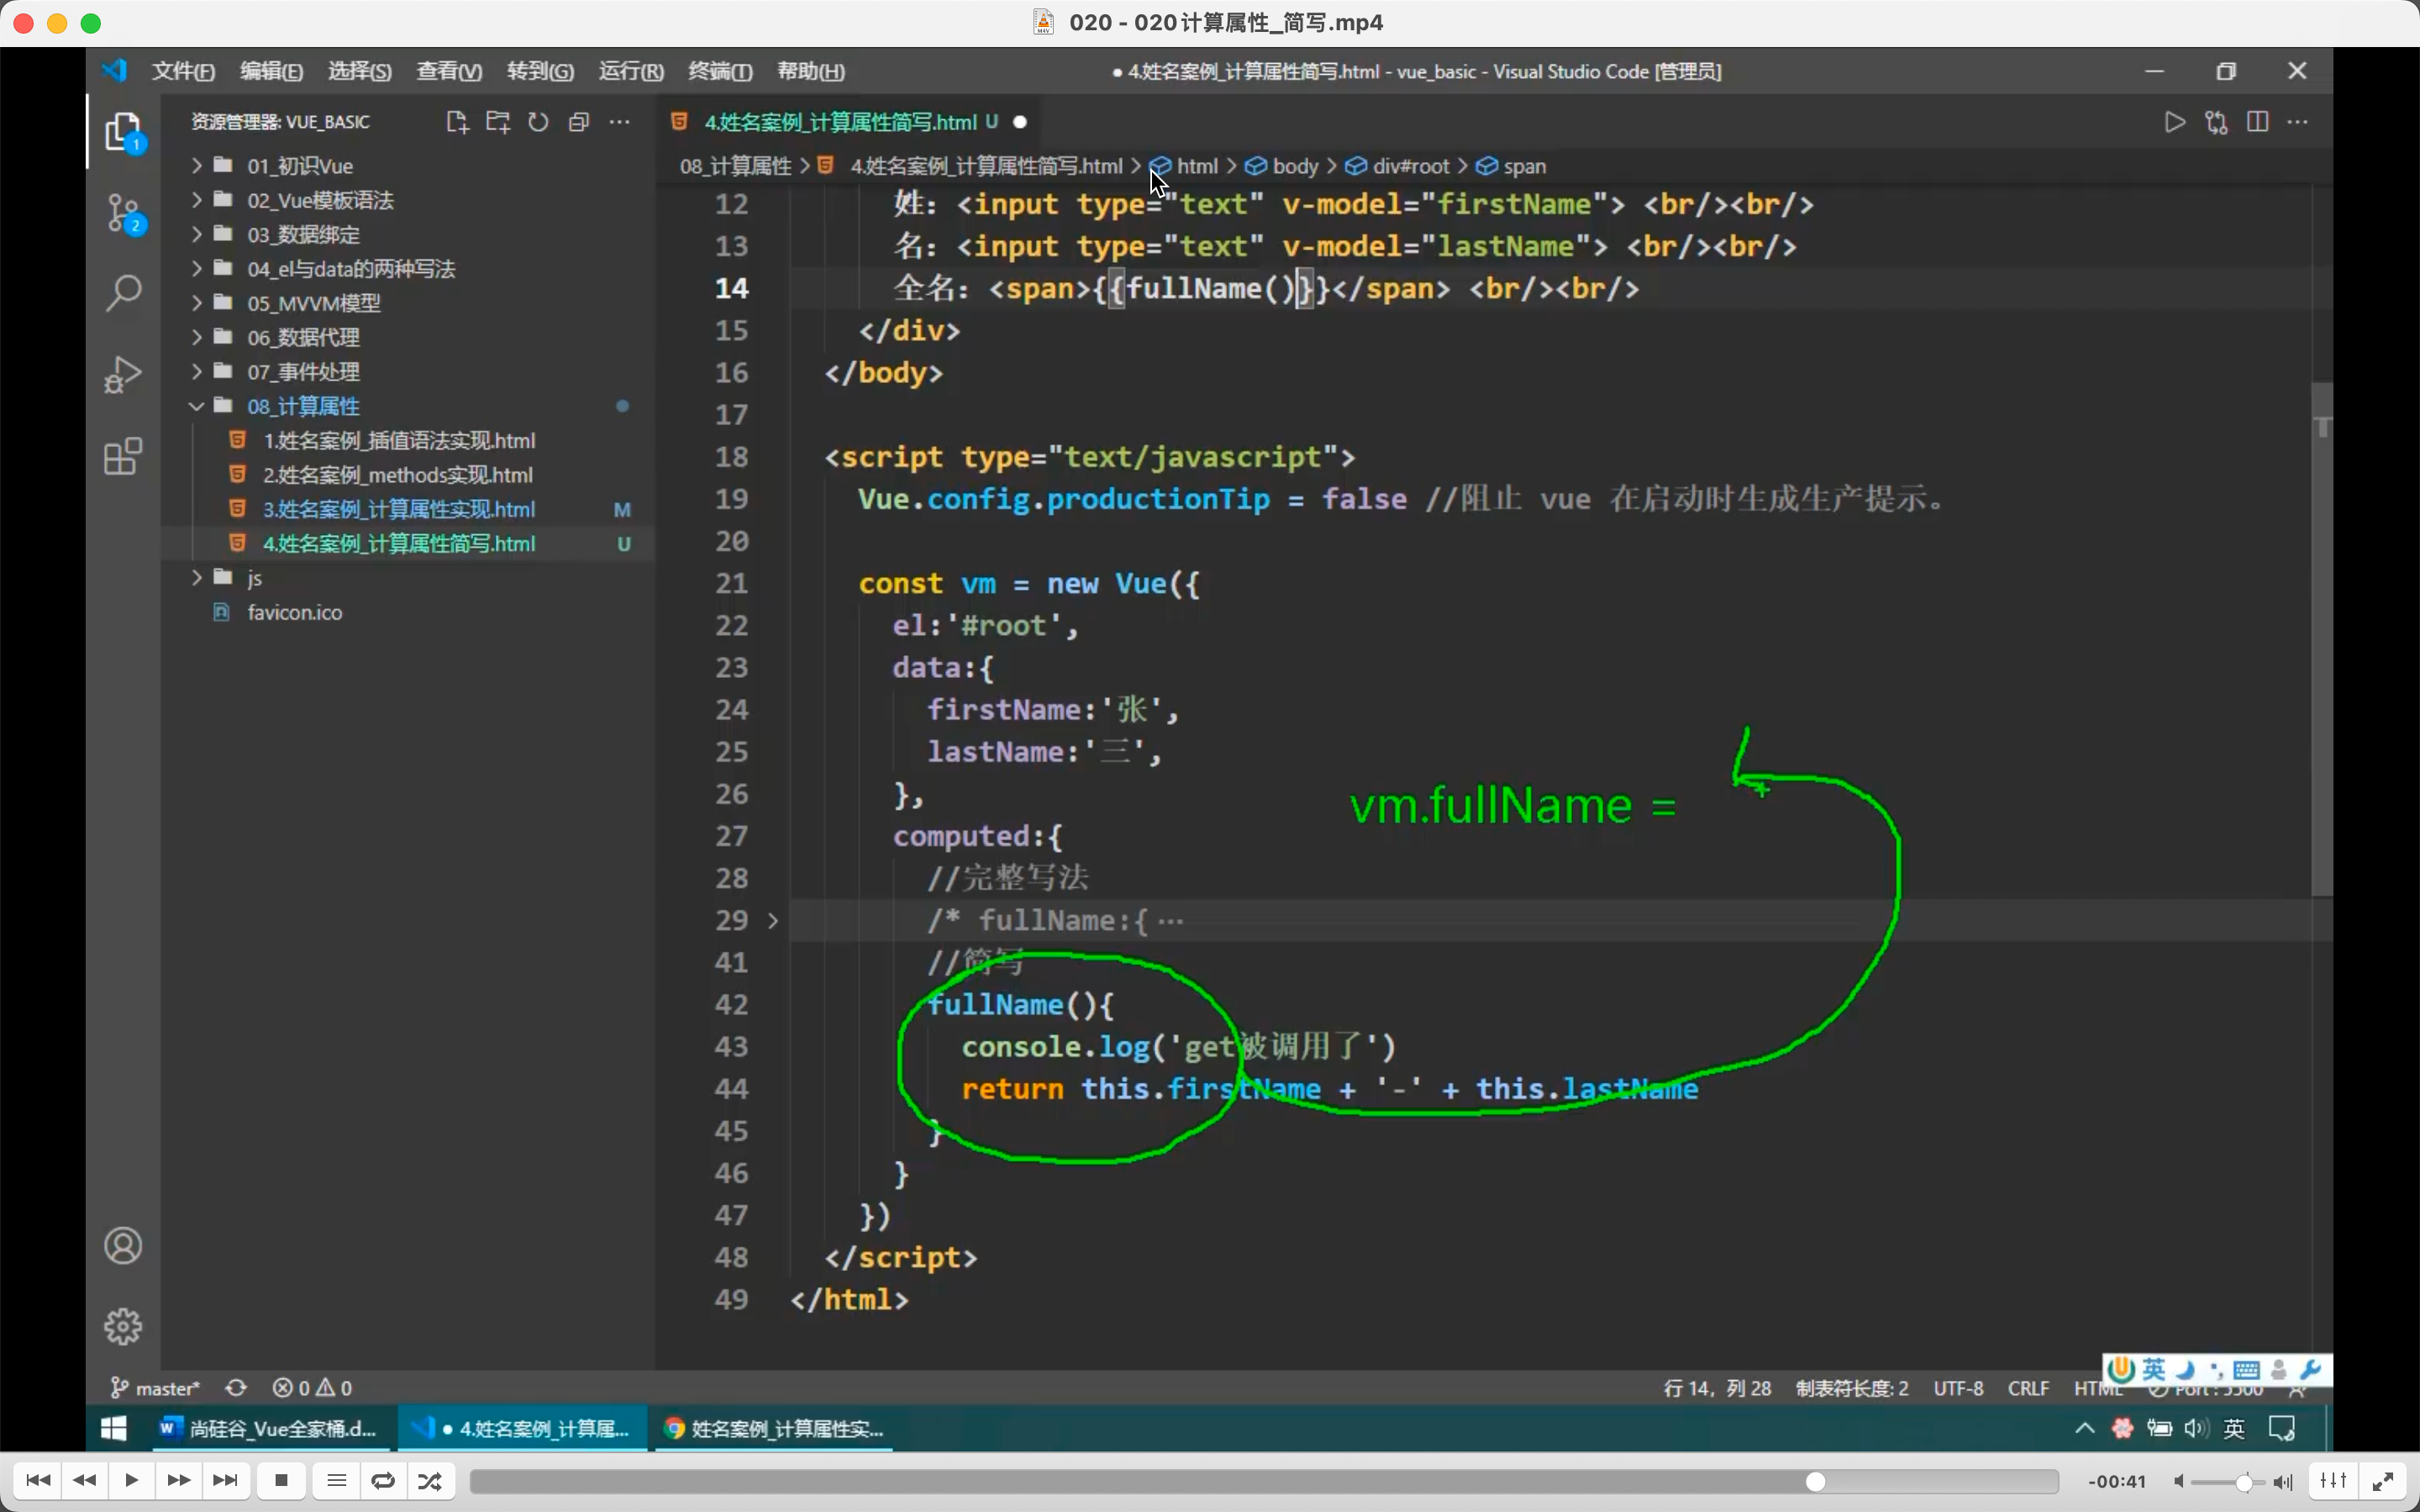 020 - 020计算属性_简写.mp4
文件(F) 编辑(E) 选择(S) 查看(V) 转到(G) 运行(R) 终端(T) 帮助(H)
● 4.姓名案例_计算属性简写.html - vue_basic - Visual Studio Code [管理员]
资源管理器: VUE_BASIC
1
2
01_初识Vue
02_Vue模板语法
03_数据绑定
04_el与data的两种写法
05_MVVM模型
06_数据代理
07_事件处理
08_计算属性
1.姓名案例_插值语法实现.html
2.姓名案例_methods实现.html
3.姓名案例_计算属性实现.html M
4.姓名案例_计算属性简写.html U
js
favicon.ico
4.姓名案例_计算属性简写.html U ●
08_计算属性 > 4.姓名案例_计算属性简写.html > html > body > div#root > span
12 姓：<input type="text" v-model="firstName"> <br/><br/>
13 名：<input type="text" v-model="lastName"> <br/><br/>
14 全名：<span>{{fullName()}}</span> <br/><br/>
15 </div>
16 </body>
17
18 <script type="text/javascript">
19 Vue.config.productionTip = false //阻止 vue 在启动时生成生产提示。
20
21 const vm = new Vue({
22 el:'#root',
23 data:{
24 firstName:'张',
25 lastName:'三',
26 },
27 computed:{
28 //完整写法
29 /* fullName:{ ···
41 //简写
42 fullName(){
43 console.log('get被调用了')
44 return this.firstName + '-' + this.lastName
45 }
46 }
47 })
48 </script>
49 </html>
vm.fullName =
master* 0 0
行 14，列 28 制表符长度: 2 UTF-8 CRLF HTML Port : 5500
英
尚硅谷_Vue全家桶.d...
● 4.姓名案例_计算属...
姓名案例_计算属性实...
英
-00:41